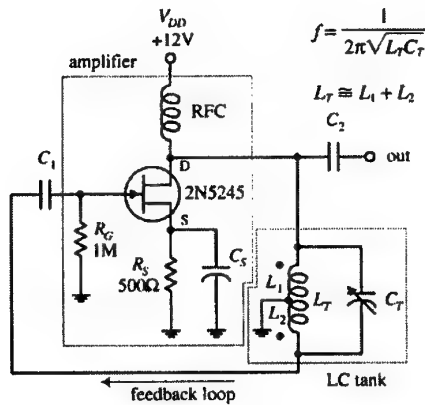 V_DD
+12V
f = 1 / 2π√L_T C_T
amplifier
L_T ≅ L_1 + L_2
RFC
C_2
D
out
C_1
2N5245
S
R_G
1M
R_S
500Ω
C_S
L_1
L_2
L_T
C_T
feedback loop
LC tank